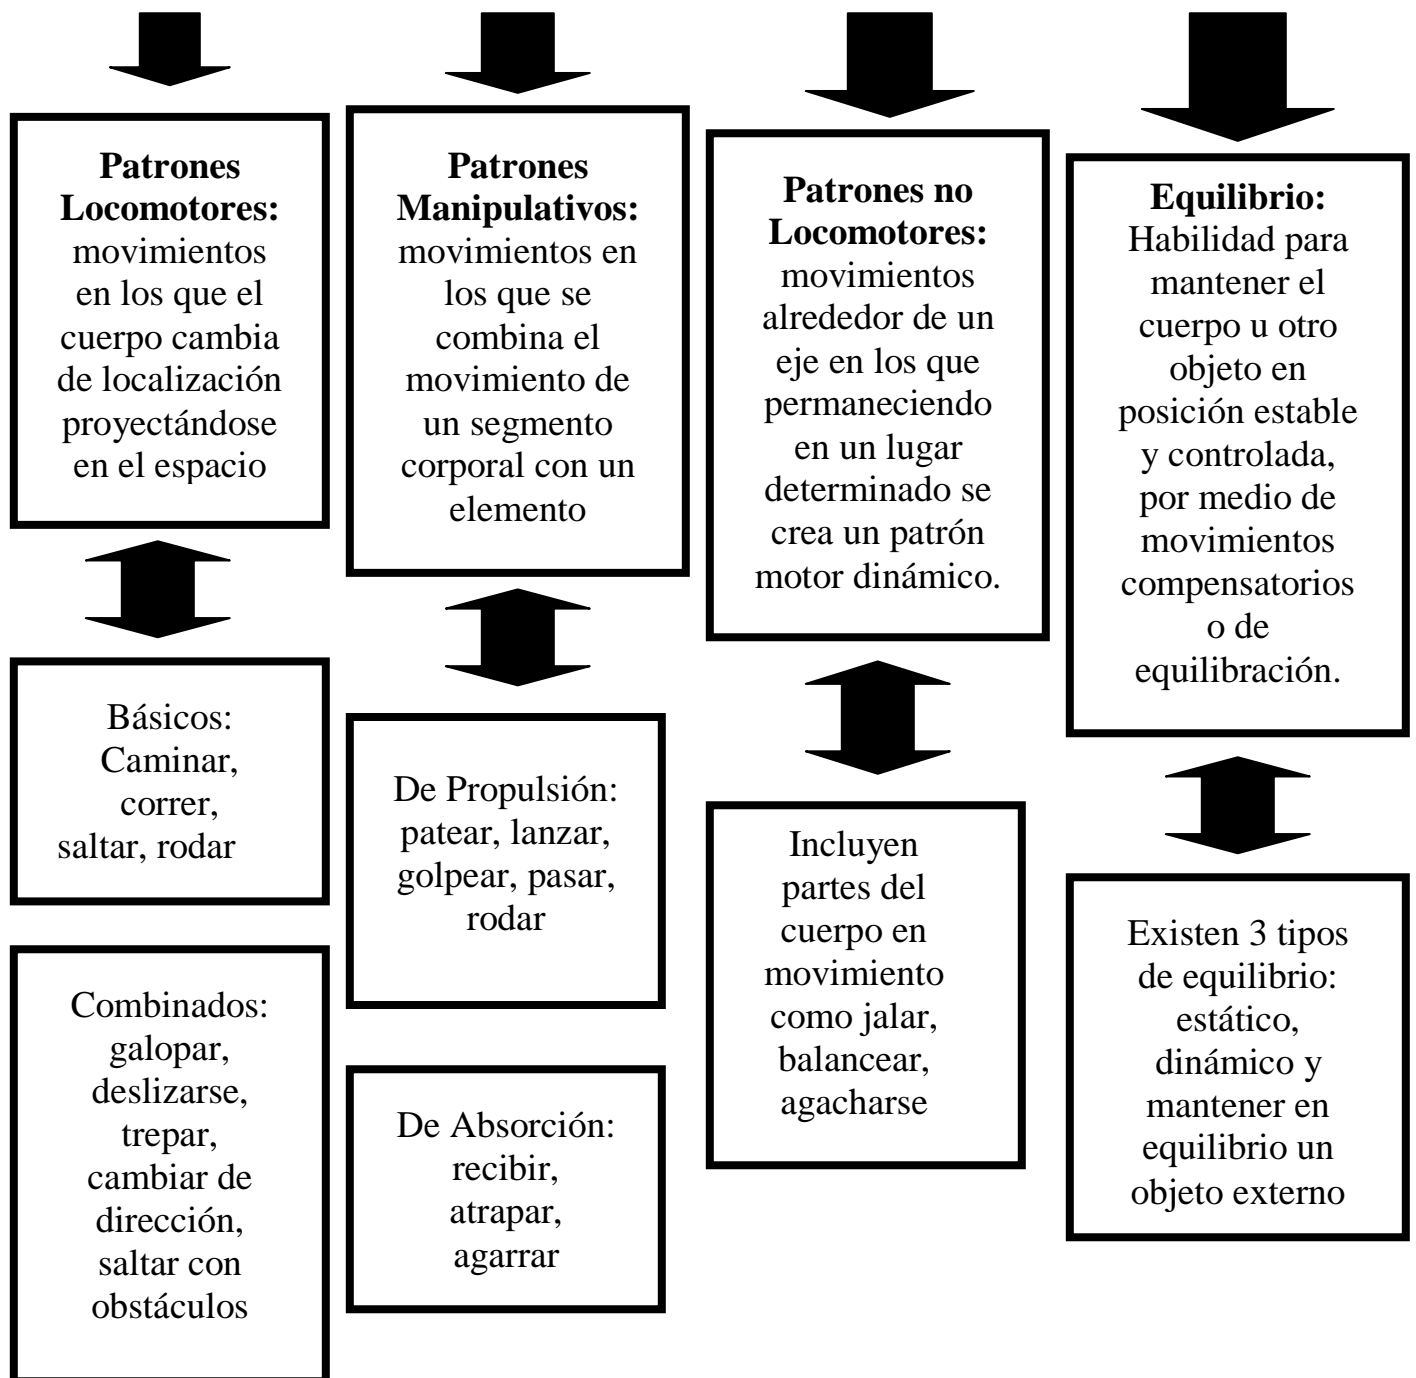 Patrones
Locomotores:
movimientos
en los que el
cuerpo cambia
de localización
proyectándose
en el espacio
Básicos:
Caminar,
correr,
saltar, rodar
Combinados:
galopar,
deslizarse,
trepar,
cambiar de
dirección,
saltar con
obstáculos
Patrones
Manipulativos:
movimientos en
los que se
combina el
movimiento de
un segmento
corporal con un
elemento
De Propulsión:
patear, lanzar,
golpear, pasar,
rodar
De Absorción:
recibir,
atrapar,
agarrar
Patrones no
Locomotores:
movimientos
alrededor de un
eje en los que
permaneciendo
en un lugar
determinado se
crea un patrón
motor dinámico.
Incluyen
partes del
cuerpo en
movimiento
como jalar,
balancear,
agacharse
Equilibrio:
Habilidad para
mantener el
cuerpo u otro
objeto en
posición estable
y controlada,
por medio de
movimientos
compensatorios
o de
equilibración.
Existen 3 tipos
de equilibrio:
estático,
dinámico y
mantener en
equilibrio un
objeto externo